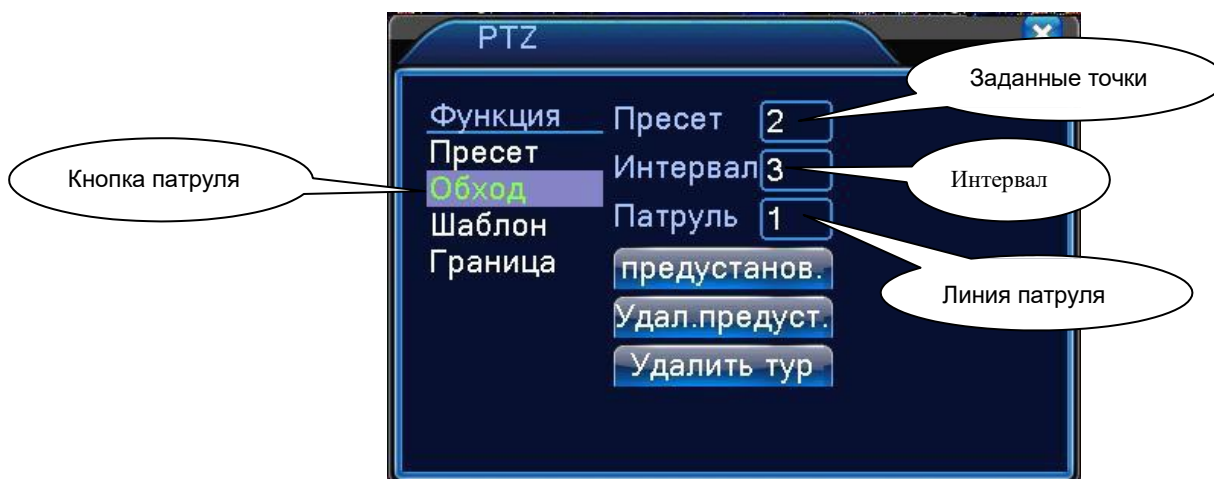 PTZ
Заданные точки
Функция
Пресет 2
Пресет
Интервал 3
Интервал
Кнопка патруля
Обход
Патруль 1
Шаблон
Граница
предустанов.
Линия патруля
Удал.предуст.
Удалить тур